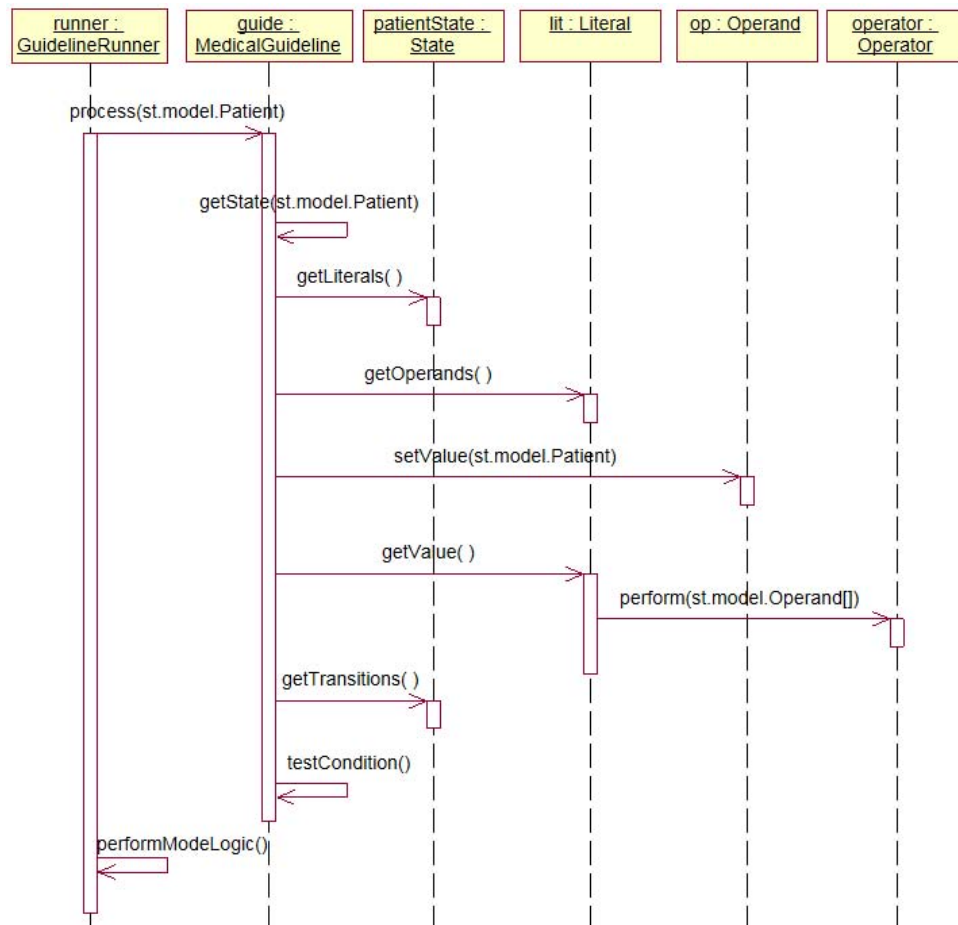 runner :
GuidelineRunner
guide :
MedicalGuideline
patientState :
State
lit : Literal
op : Operand
operator :
Operator
process(st.model.Patient)
getState(st.model.Patient)
getLiterals( )
getOperands( )
setValue(st.model.Patient)
getValue( )
perform(st.model.Operand[])
getTransitions( )
testCondition()
performModeLogic()